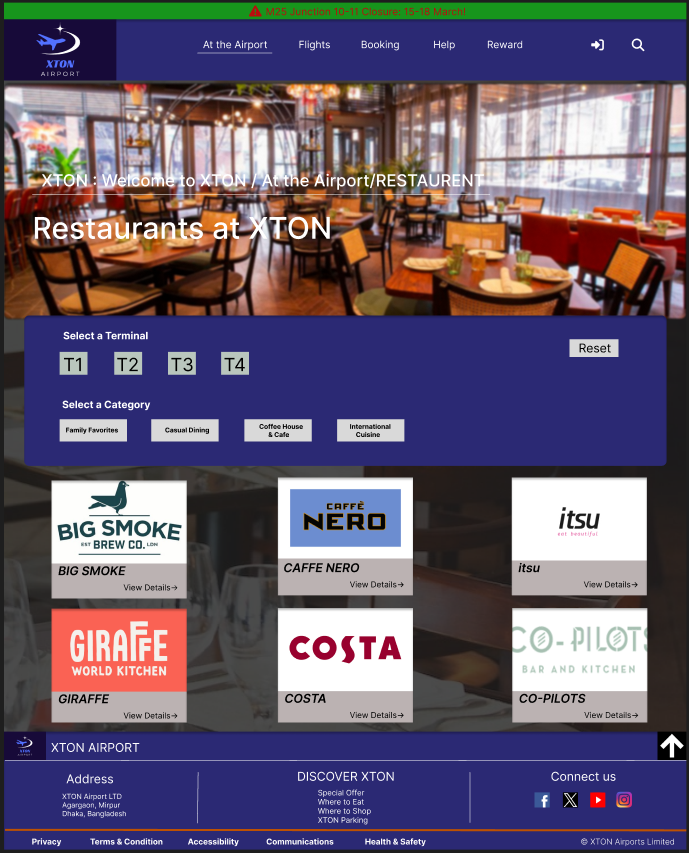 M25 Junction 10-11 Closure: 15-18 March!
XTON
AIRPORT
At the Airport
Flights
Booking
Help
Reward
XTON : Welcome to XTON / At the Airport/RESTAURENT
Restaurants at XTON
Select a Terminal
Reset
T1
T2
T3
T4
Select a Category
Family Favorites
Casual Dining
Coffee House
& Cafe
International
Cuisine
BIG SMOKE
EST BREW CO. LDN
BIG SMOKE
View Details→
CAFFÈ
NERO
CAFFE NERO
View Details→
itsu
eat beautiful
itsu
View Details→
GIRAFFE
WORLD KITCHEN
GIRAFFE
View Details→
COSTA
COSTA
View Details→
CO-PILOTS
BAR AND KITCHEN
CO-PILOTS
View Details→
XTON
AIRPORT
XTON AIRPORT
Address
XTON Airport LTD
Agargaon, Mirpur
Dhaka, Bangladesh
DISCOVER XTON
Special Offer
Where to Eat
Where to Shop
XTON Parking
Connect us
Privacy
Terms & Condition
Accessibility
Communications
Health & Safety
© XTON Airports Limited